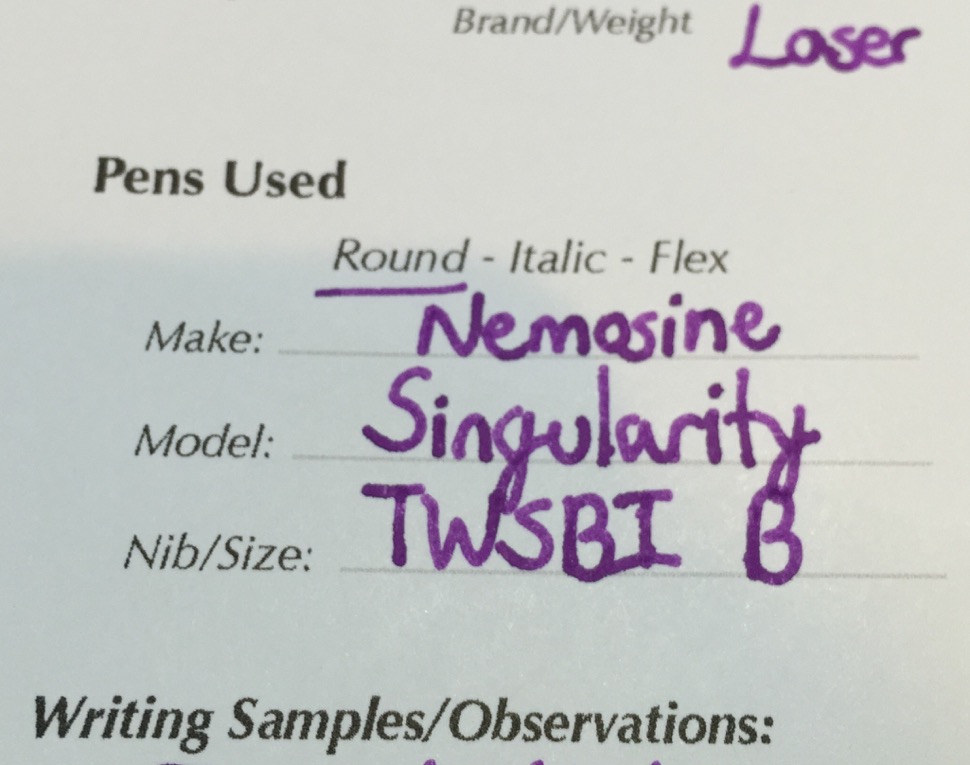 Brand/Weight Laser
Pens Used
Round - Italic - Flex
Make: Nemosine
Model: Singularity
Nib/Size: TWSBI B
Writing Samples/Observations: